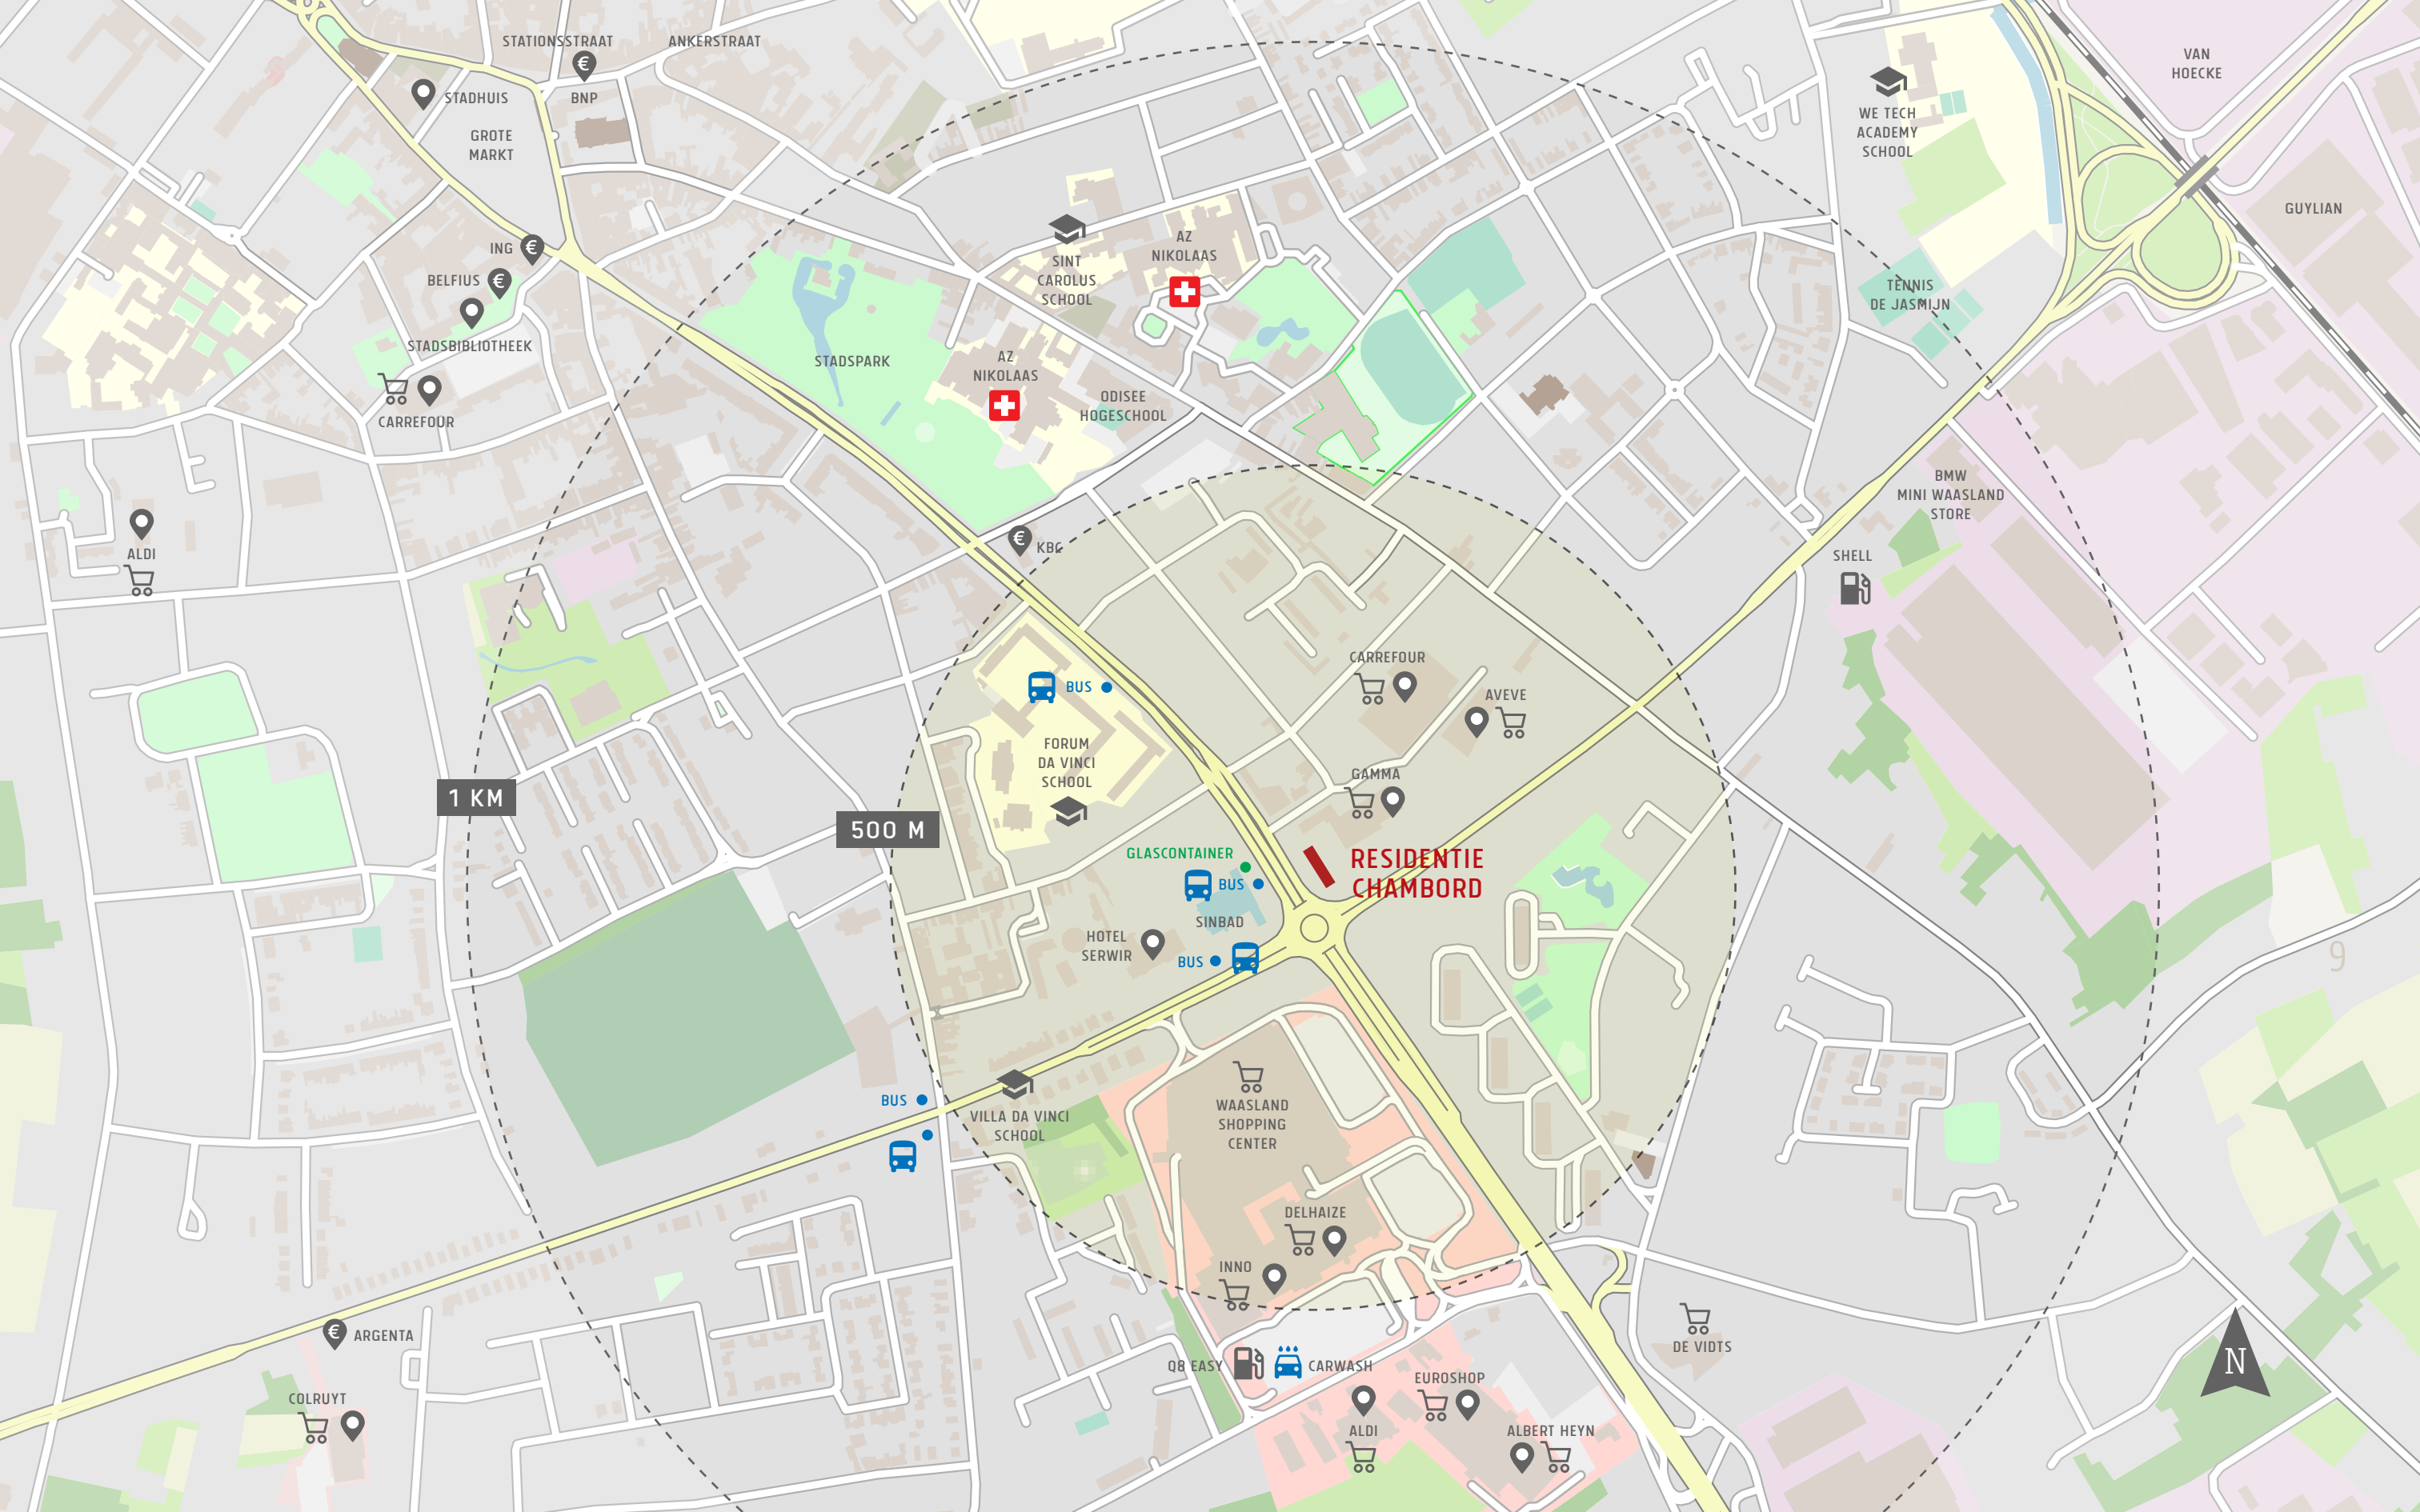 STATIONSSTRAAT
ANKERSTRAAT
€
BNP
STADHUIS
GROTE
MARKT
VAN
HOECKE
WE TECH
ACADEMY
SCHOOL
GUYLIAN
ING €
BELFIUS €
STADSBIBLIOTHEEK
CARREFOUR
SINT
CAROLUS
SCHOOL
AZ
NIKOLAAS
TENNIS
DE JASMIJN
STADSPARK
AZ
NIKOLAAS
ODISEE
HOGESCHOOL
ALDI
€ KBC
BMW
MINI WAASLAND
STORE
SHELL
CARREFOUR
AVEVE
BUS
FORUM
DA VINCI
SCHOOL
GAMMA
1 KM
500 M
GLASCONTAINER
BUS
RESIDENTIE
CHAMBORD
SINBAD
HOTEL
SERWIR
BUS
9
BUS
VILLA DA VINCI
SCHOOL
WAASLAND
SHOPPING
CENTER
DELHAIZE
INNO
€ ARGENTA
DE VIDTS
N
Q8 EASY
CARWASH
EUROSHOP
COLRUYT
ALDI
ALBERT HEYN